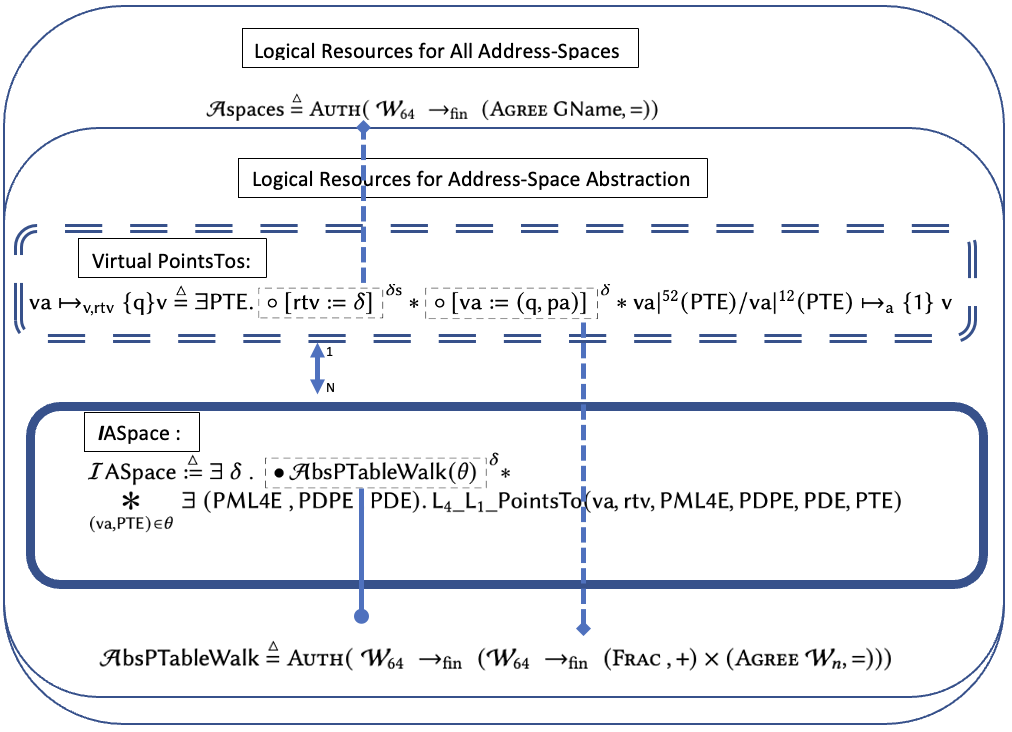 Logical Resources for All Address-Spaces
𝒜spaces ≜ AUTH( 𝒲₆₄ →fin (AGREE GName, =))
Logical Resources for Address-Space Abstraction
Virtual PointsTos:
va ↦v,rtv {q}v ≜ ∃PTE. ∘ [rtv := δ] δs ∗ ∘ [va := (q, pa)] δ ∗ va|⁵²(PTE)/va|¹²(PTE) ↦a {1} v
1
N
IASpace :
ℐASpace :≜ ∃ δ . • 𝒜bsPTableWalk(θ) δ ∗
∗ ∃ (PML4E , PDPE PDE). L₄_L₁_PointsTo(va, rtv, PML4E, PDPE, PDE, PTE)
(va,PTE)∈θ
𝒜bsPTableWalk ≜ AUTH( 𝒲₆₄ →fin (𝒲₆₄ →fin (FRAC , +) × (AGREE 𝒲ₙ, =)))